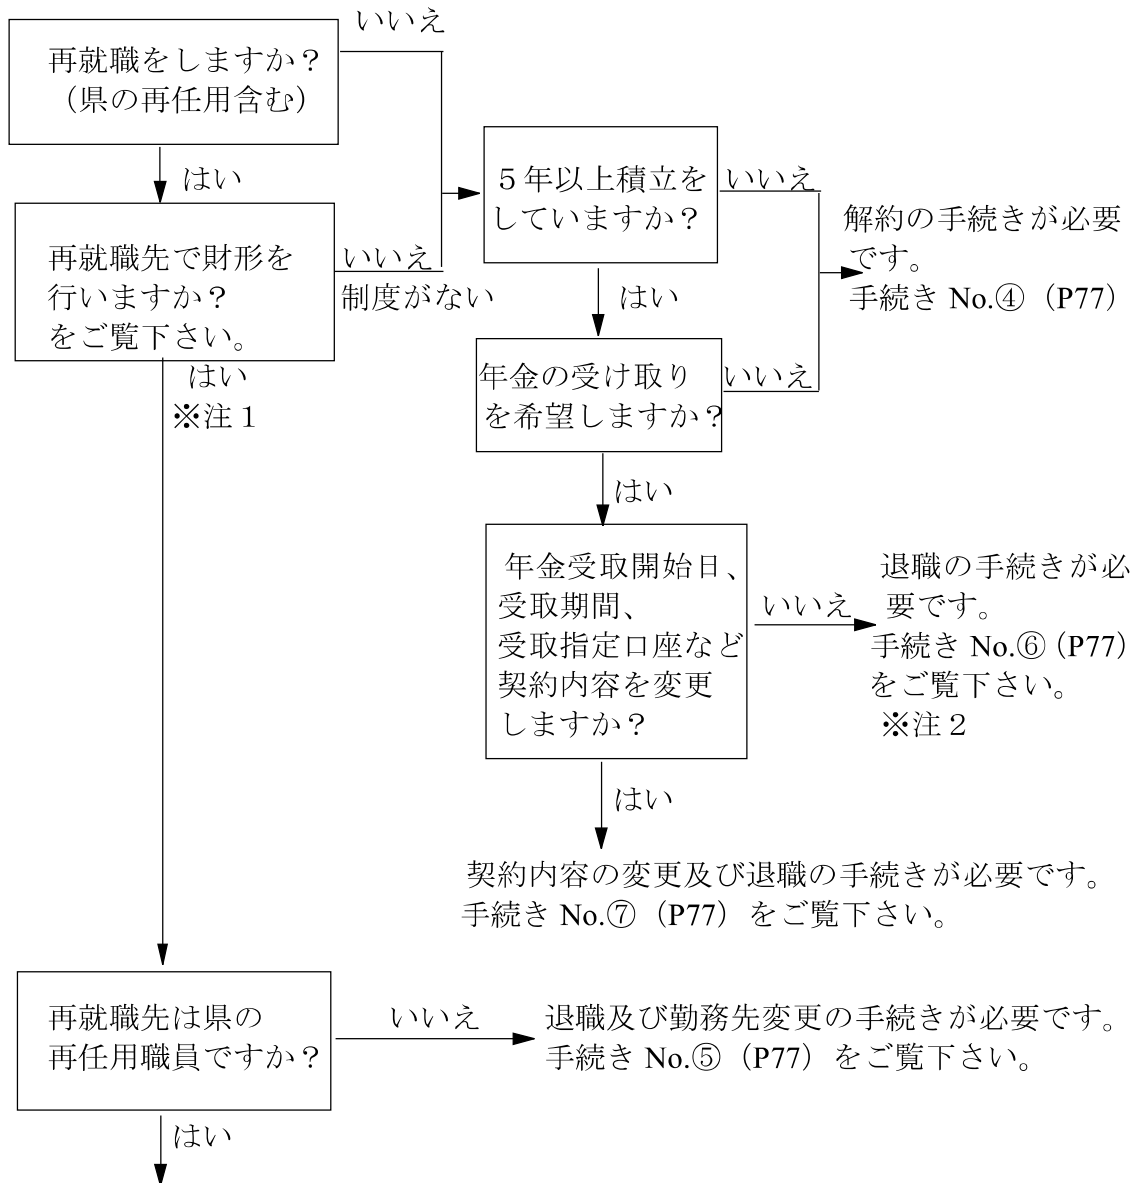 いいえ
再就職をしますか？
（県の再任用含む）
はい
５年以上積立を
していますか？
いいえ
解約の手続きが必要
です。
手続き No.④（P77）
再就職先で財形を
行いますか？
をご覧下さい。
いいえ
制度がない
はい
※注１
はい
年金の受け取り
を希望しますか？
いいえ
はい
年金受取開始日、
受取期間、
受取指定口座など
契約内容を変更
しますか？
いいえ
退職の手続きが必
要です。
手続き No.⑥（P77）
をご覧下さい。
※注２
はい
契約内容の変更及び退職の手続きが必要です。
手続き No.⑦（P77）をご覧下さい。
再就職先は県の
再任用職員ですか？
いいえ
退職及び勤務先変更の手続きが必要です。
手続き No.⑤（P77）をご覧下さい。
はい